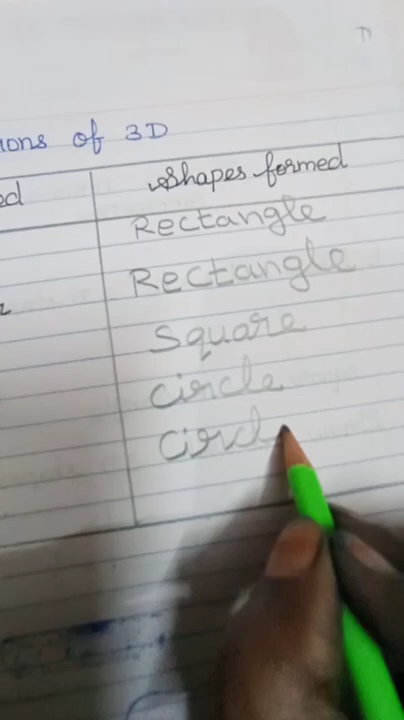 ions of 3D
ed shapes formed
Rectangle
Rectangle
Square
circle
Circl